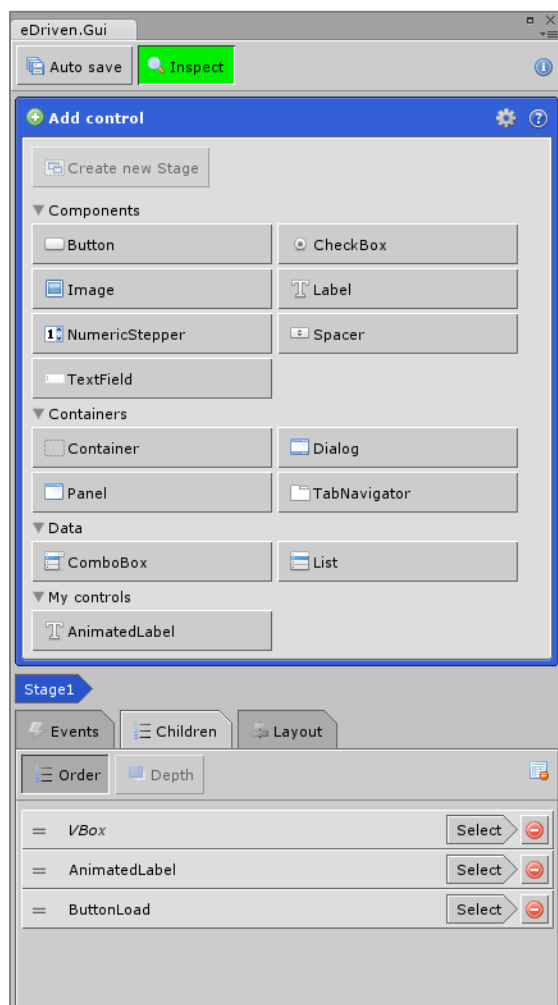 eDriven.Gui
Auto save Inspect
Add control
Create new Stage
Components
Button CheckBox
Image Label
NumericStepper Spacer
TextField
Containers
Container Dialog
Panel TabNavigator
Data
ComboBox List
My controls
AnimatedLabel
Stage1
Events Children Layout
Order Depth
VBox Select
AnimatedLabel Select
ButtonLoad Select